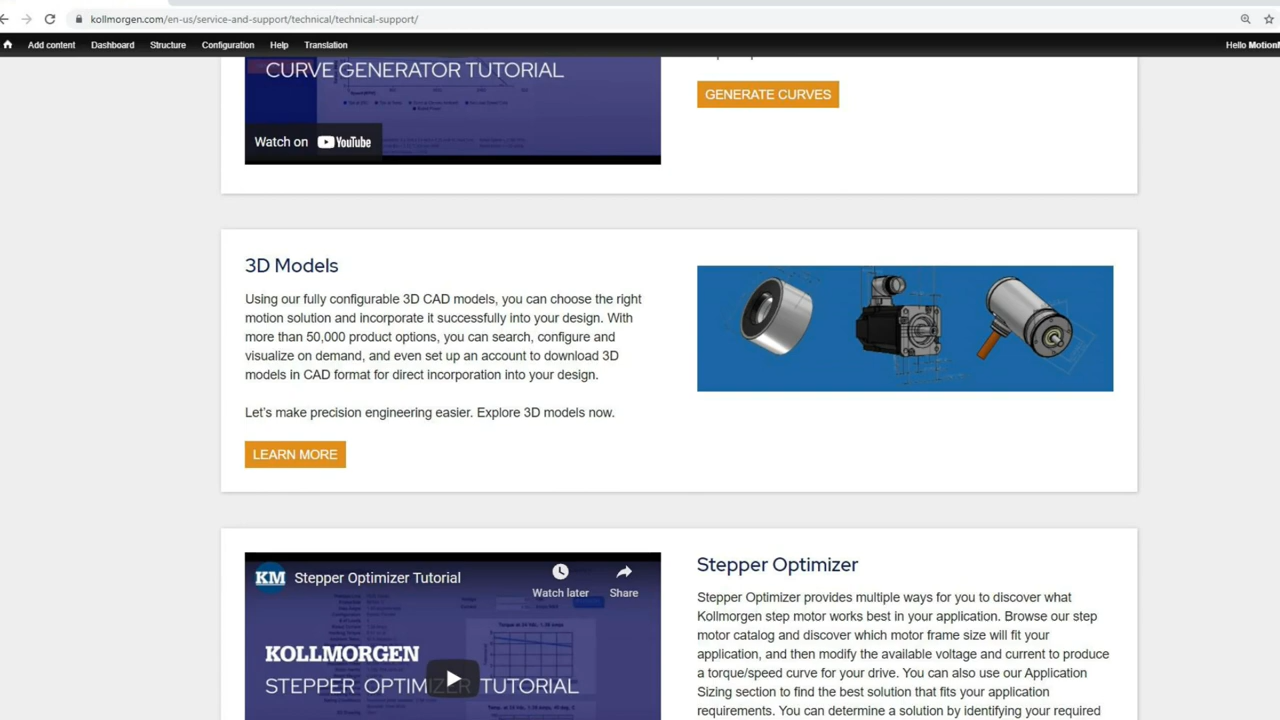 kollmorgen.com/en-us/service-and-support/technical/technical-support/
Add content Dashboard Structure Configuration Help Translation
Hello Motion
CURVE GENERATOR TUTORIAL
Watch on YouTube
GENERATE CURVES
3D Models
Using our fully configurable 3D CAD models, you can choose the right
motion solution and incorporate it successfully into your design. With
more than 50,000 product options, you can search, configure and
visualize on demand, and even set up an account to download 3D
models in CAD format for direct incorporation into your design.
Let's make precision engineering easier. Explore 3D models now.
LEARN MORE
KM Stepper Optimizer Tutorial
Watch later Share
KOLLMORGEN
STEPPER OPTIMIZER TUTORIAL
Torque at 24 Vdc, 1.26 amps
Stepper Optimizer
Stepper Optimizer provides multiple ways for you to discover what
Kollmorgen step motor works best in your application. Browse our step
motor catalog and discover which motor frame size will fit your
application, and then modify the available voltage and current to produce
a torque/speed curve for your drive. You can also use our Application
Sizing section to find the best solution that fits your application
requirements. You can determine a solution by identifying your required